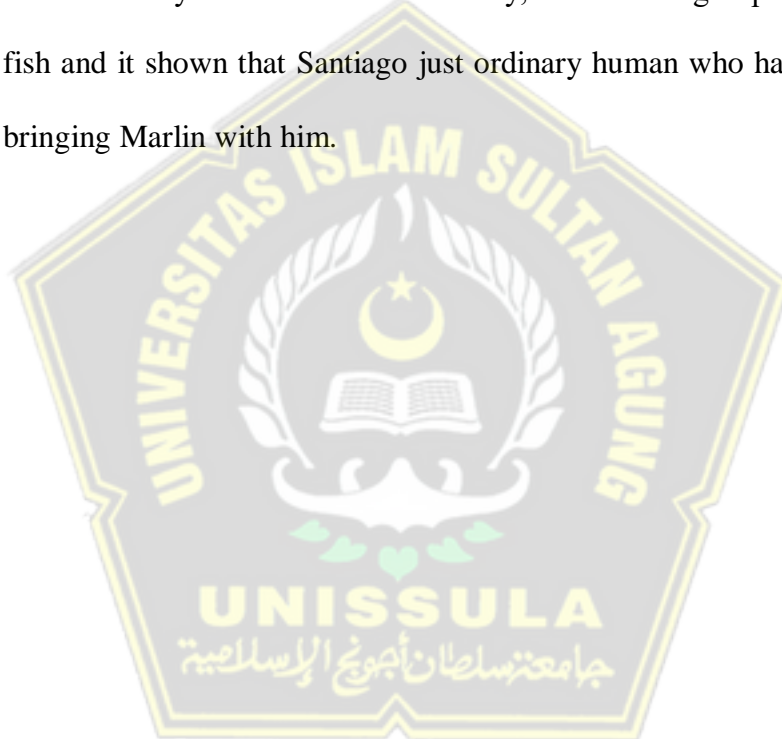 fish and it shown that Santiago just ordinary human who ha
bringing Marlin with him.
UNIVERSITAS ISLAM SULTAN AGUNG
UNISSULA
جامعة سلطان أجونج الإسلامية